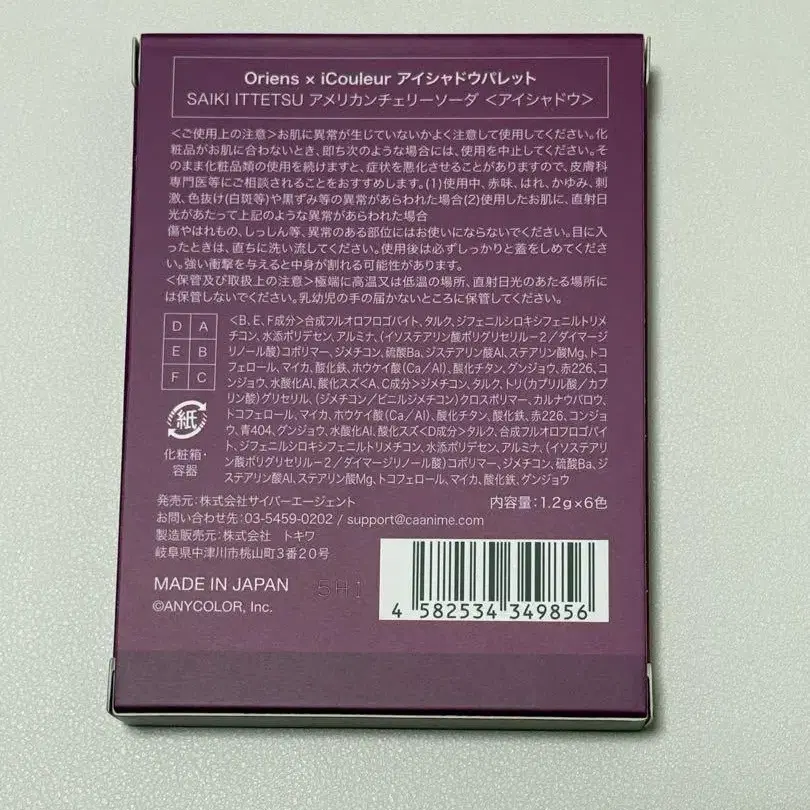 Oriens × iCouleur アイシャドウパレット
SAIKI ITTETSU アメリカンチェリーソーダ <アイシャドウ>
<ご使用上の注意>お肌に異常が生じていないかよく注意して使用してください。化
粧品がお肌に合わないとき、即ち次のような場合には、使用を中止してください。
そのまま化粧品類の使用を続けますと、症状を悪化させることがありますので、皮膚科
専門医等にご相談されることをおすすめします。(1)使用中、赤味、はれ、かゆみ、刺
激、色抜け(白斑等)や黒ずみ等の異常があらわれた場合(2)使用したお肌に、直射日
光があたって上記のような異常があらわれた場合
傷やはれもの、しっしん等、異常のある部位にはお使いにならないでください。目に入
ったときは、直ちに洗い流してください。使用後は必ずしっかりと蓋をしめてくださ
い。強い衝撃を与えると中身が割れる可能性があります。
<保管及び取扱上の注意>極端に高温又は低温の場所、直射日光のあたる場所に
は保管しないでください。乳幼児の手の届かないところに保管してください。
D A
E B
F C
<B、E、F成分>合成フルオロフロゴパイト、タルク、ジフェニルシロキシフェニルトリメ
チコン、水添ポリデセン、アルミナ、(イソステアリン酸ポリグリセリル－2／ダイマージ
リノール酸)コポリマー、ジメチコン、硫酸Ba、ジステアリン酸Al、ステアリン酸Mg、トコ
フェロール、マイカ、酸化鉄、ホウケイ酸(Ca／Al)、酸化チタン、グンジョウ、赤226、コ
ンジョウ、水酸化Al、酸化スズ<A、C成分>ジメチコン、タルク、トリ(カプリル酸／カプ
リン酸)グリセリル、(ジメチコン／ビニルジメチコン)クロスポリマー、カルナウバロウ、
トコフェロール、マイカ、ホウケイ酸(Ca／Al)、酸化チタン、酸化鉄、赤226、コンジョ
ウ、青404、グンジョウ、水酸化Al、酸化スズ<D成分>タルク、合成フルオロフロゴパイ
ト、ジフェニルシロキシフェニルトリメチコン、水添ポリデセン、アルミナ、(イソステアリ
ン酸ポリグリセリル－2／ダイマージリノール酸)コポリマー、ジメチコン、硫酸Ba、ジ
ステアリン酸Al、ステアリン酸Mg、トコフェロール、マイカ、酸化鉄、グンジョウ
紙
化粧箱・
容器
発売元：株式会社サイバーエージェント 内容量：1.2g×6色
お問い合わせ先：03-5459-0202 / support@caanime.com
製造販売元：株式会社 トキワ
岐阜県中津川市桃山町3番20号
MADE IN JAPAN 5H1
©ANYCOLOR, Inc.
4 582534 349856